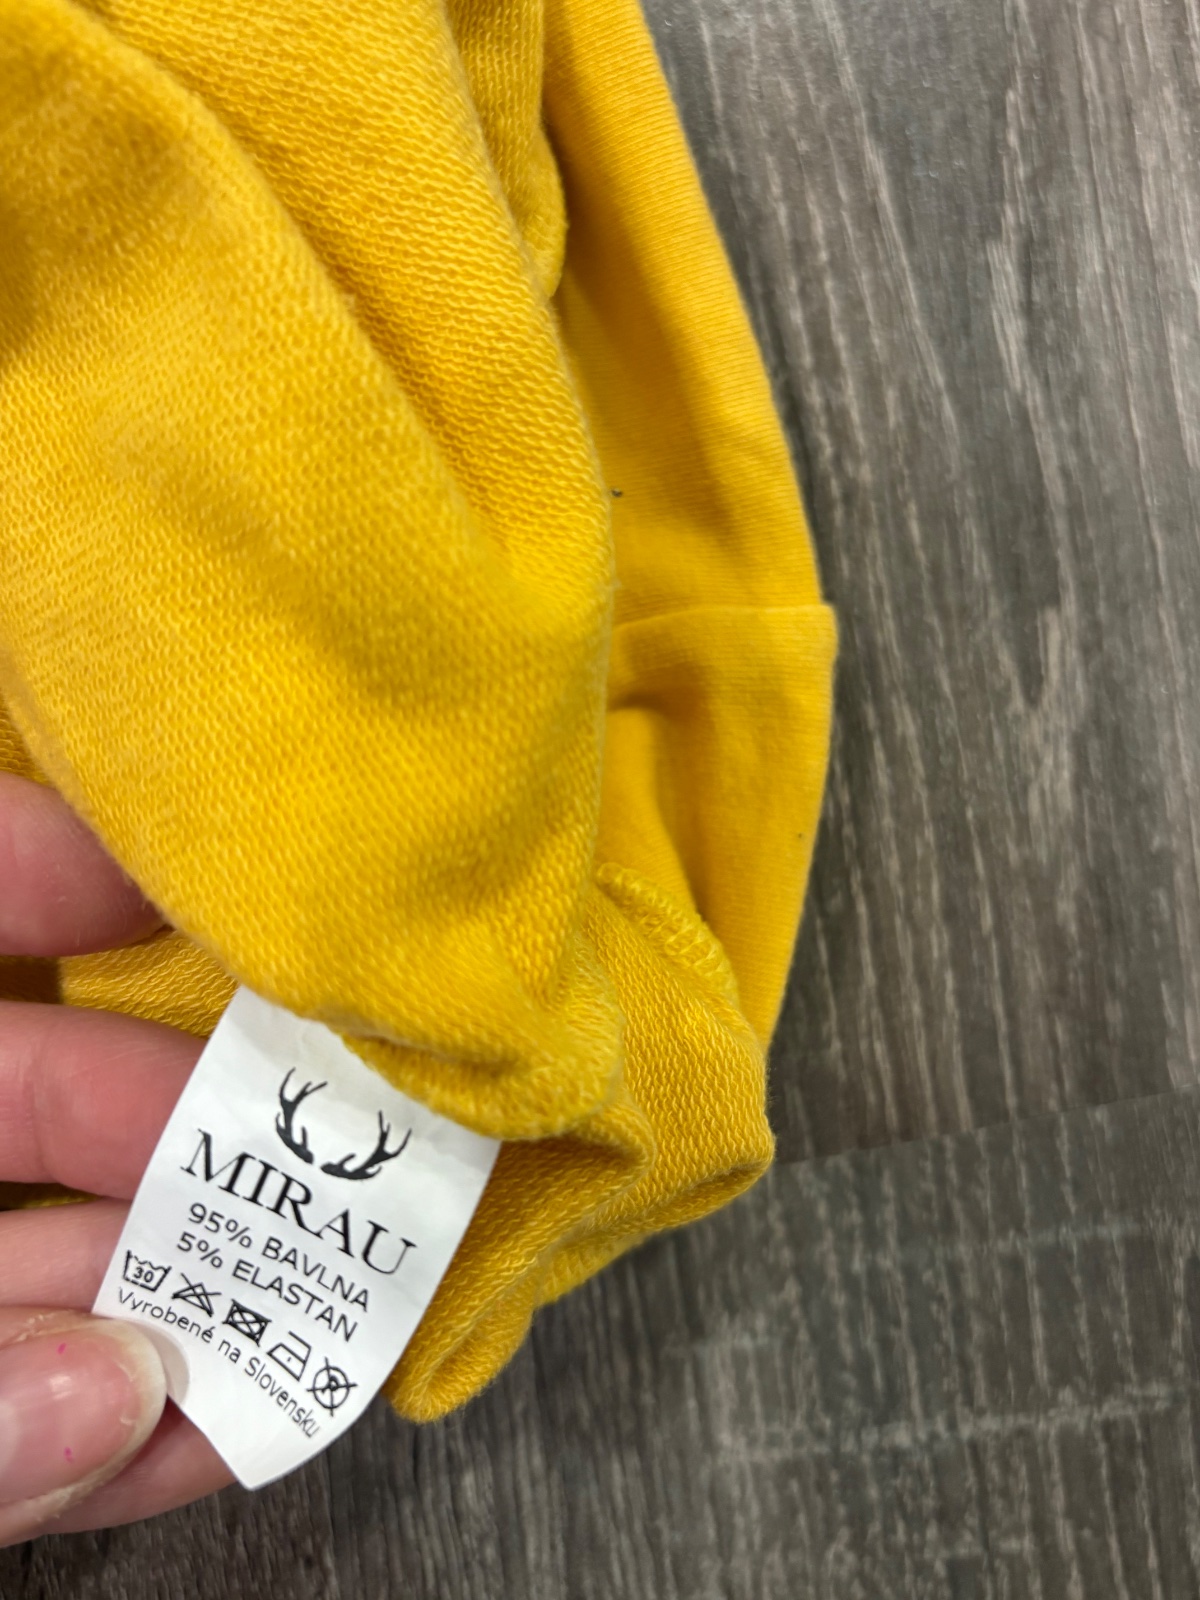 MIRAU
95% BAVLNA
5% ELASTAN
30
P
Vyrobené na Slovensku